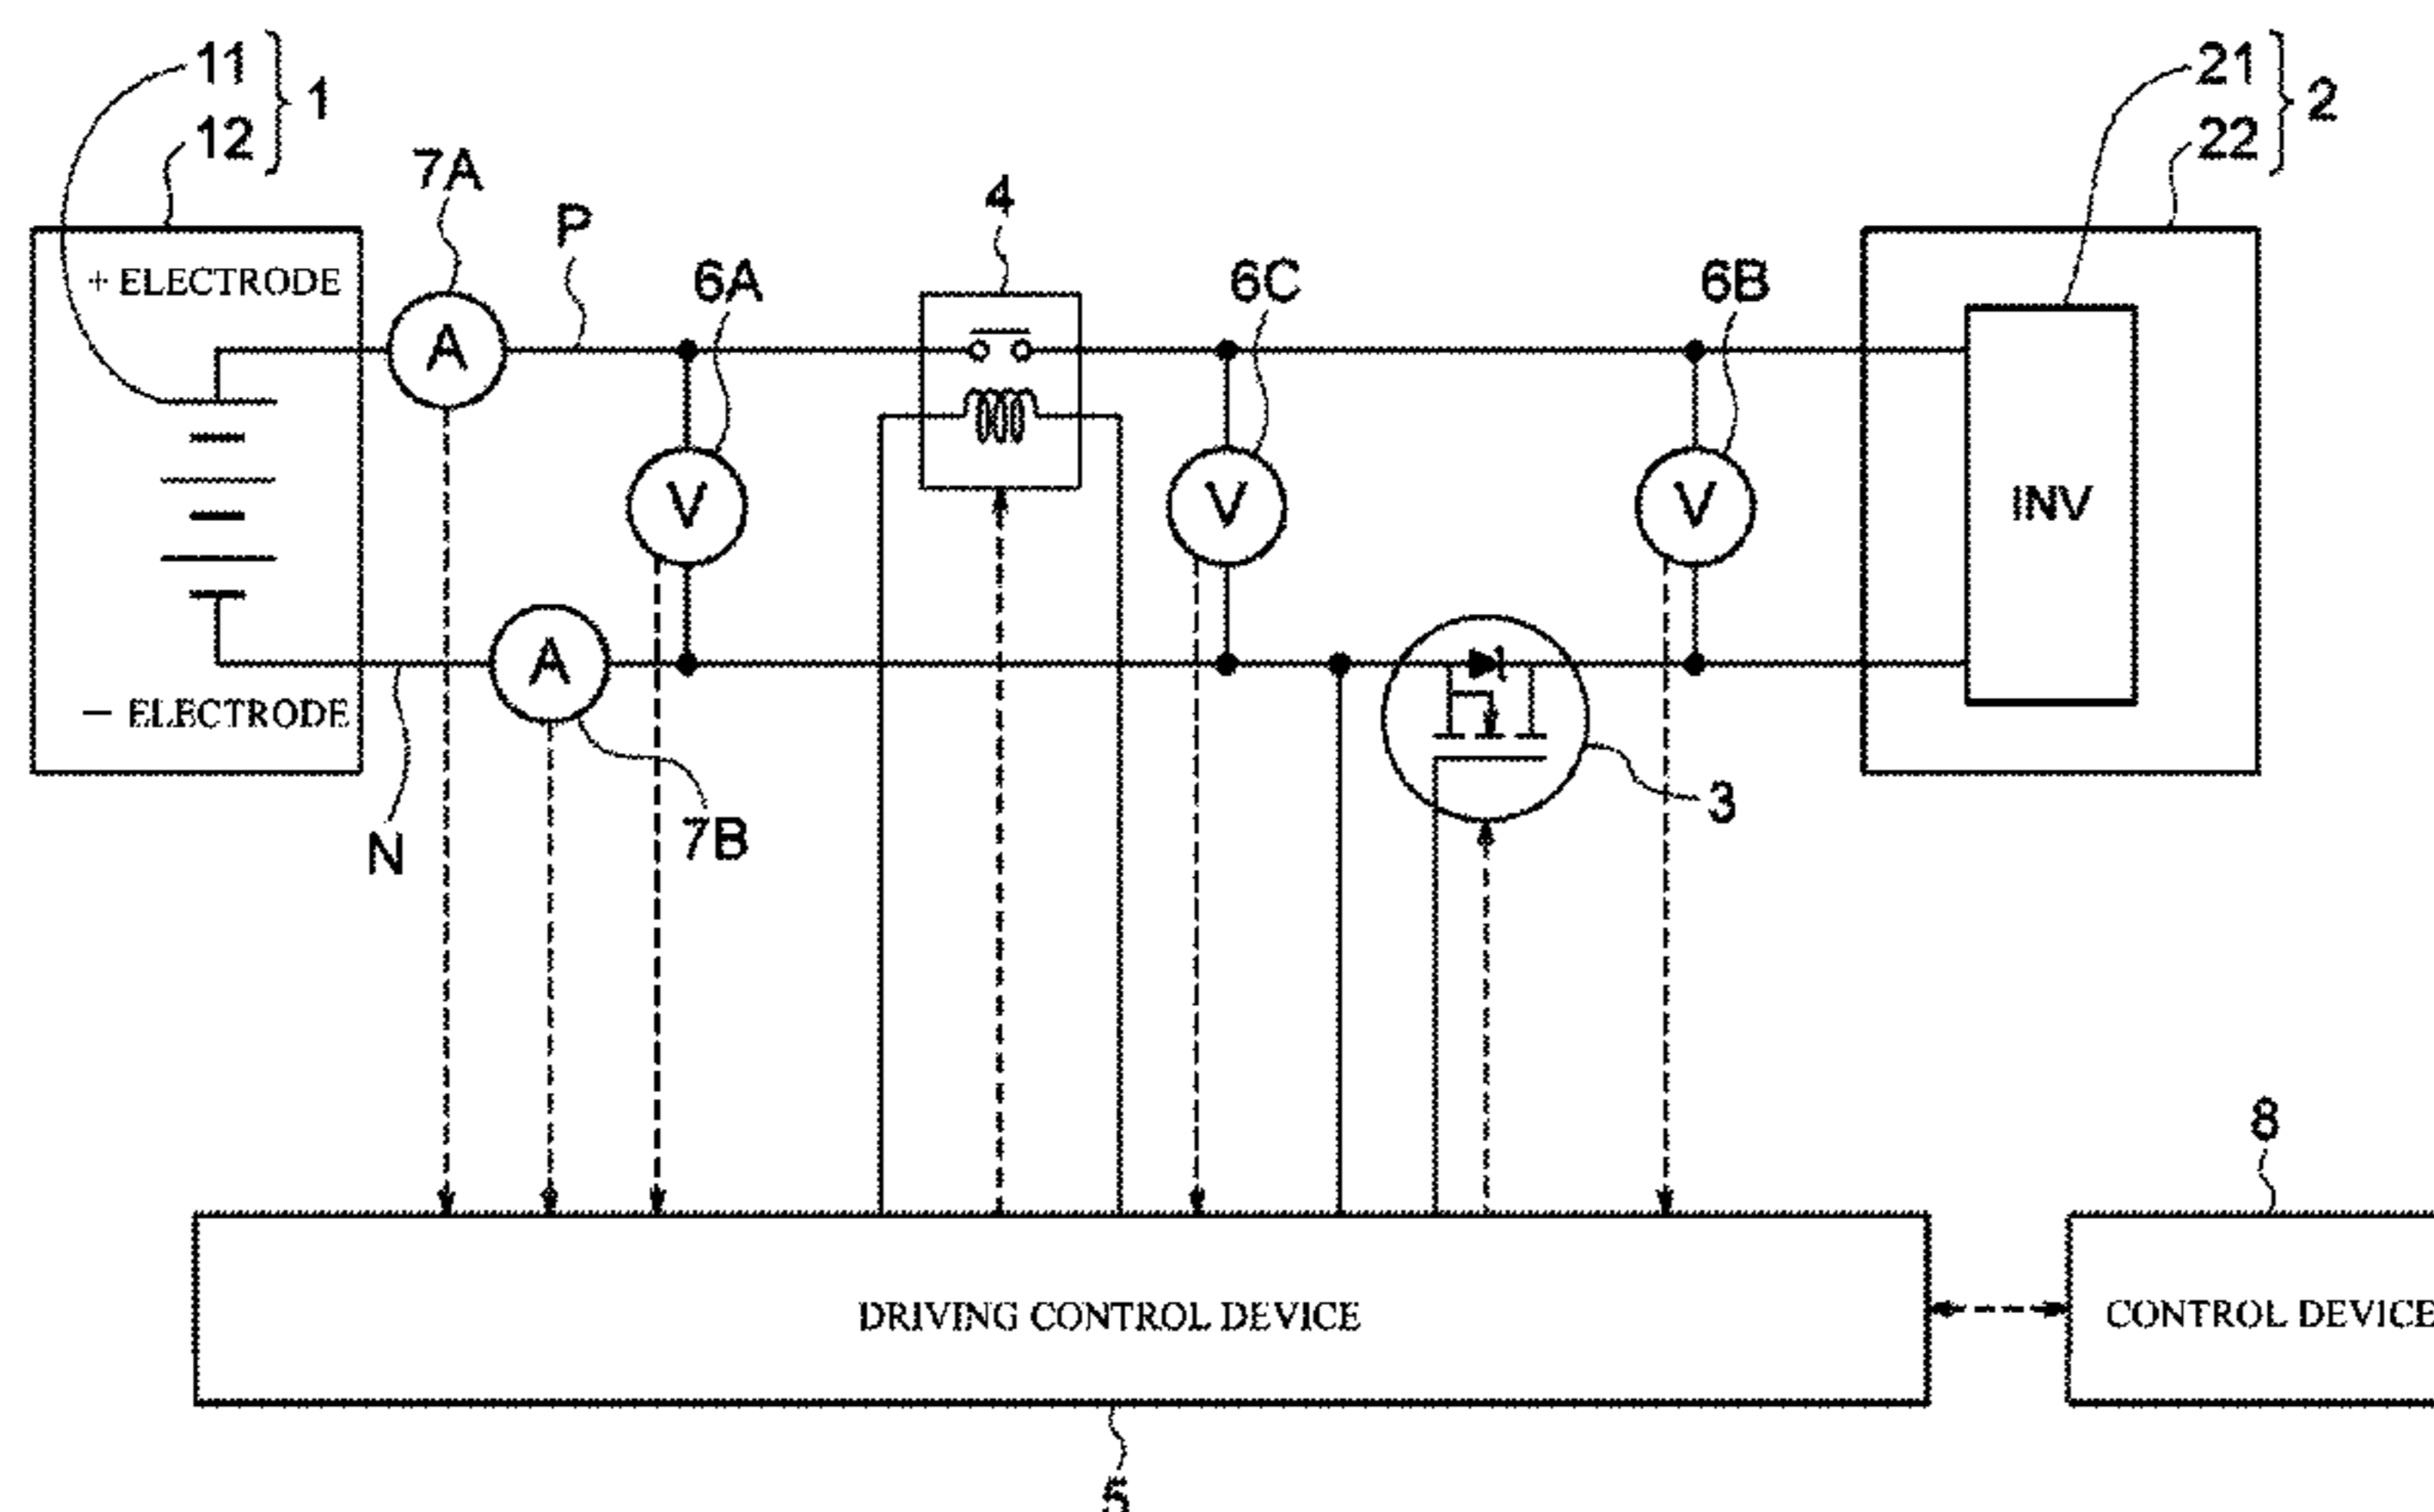 11
12
1
7A
P
6A
4
6C
6B
21
22
2
+ ELECTRODE
A
V
V
V
INV
A
− ELECTRODE
N
7B
3
8
DRIVING CONTROL DEVICE
CONTROL DEVICE
5